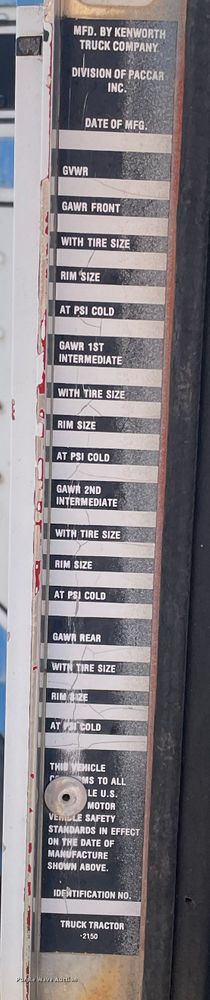 MFD. BY KENWORTH
TRUCK COMPANY
DIVISION OF PACCAR
INC.
DATE OF MFG.
GVWR
GAWR FRONT
WITH TIRE SIZE
RIM SIZE
AT PSI COLD
GAWR 1ST
INTERMEDIATE
WITH TIRE SIZE
RIM SIZE
AT PSI COLD
GAWR 2ND
INTERMEDIATE
WITH TIRE SIZE
RIM SIZE
AT PSI COLD
GAWR REAR
WITH TIRE SIZE
RIM SIZE
AT PSI COLD
THIS VEHICLE
TO ALL
U.S.
MOTOR
VEHICLE SAFETY
STANDARDS IN EFFECT
ON THE DATE OF
MANUFACTURE
SHOWN ABOVE.
IDENTIFICATION NO.
TRUCK TRACTOR
-2150
Purple Wave Auction